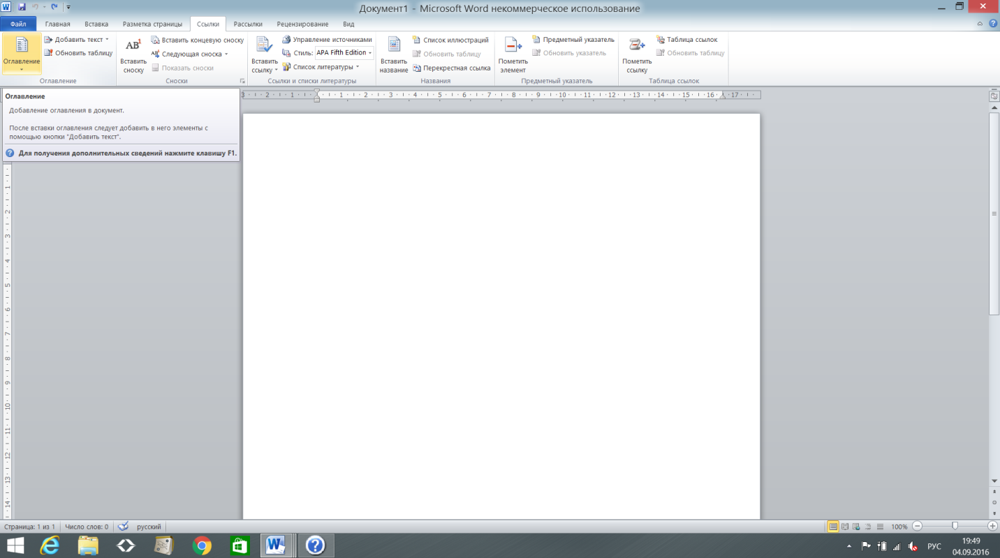 Документ1 - Microsoft Word некоммерческое использование
Файл Главная Вставка Разметка страницы Ссылки Рассылки Рецензирование Вид
Оглавление
Добавить текст
Обновить таблицу
Оглавление
AB1
Вставить сноску
Вставить концевую сноску
Следующая сноска
Показать сноски
Сноски
Вставить ссылку
Управление источниками
Стиль: APA Fifth Edition
Список литературы
Ссылки и списки литературы
Вставить название
Список иллюстраций
Обновить таблицу
Перекрестная ссылка
Названия
Пометить элемент
Предметный указатель
Обновить указатель
Предметный указатель
Пометить ссылку
Таблица ссылок
Обновить таблицу
Таблица ссылок
Оглавление
Добавление оглавления в документ.
После вставки оглавления следует добавить в него элементы с
помощью кнопки "Добавить текст".
Для получения дополнительных сведений нажмите клавишу F1.
3 2 1 1 2 3 4 5 6 7 8 9 10 11 12 13 14 15 16 17
1
2
3
4
5
6
7
8
9
10
11
12
13
14
Страница: 1 из 1 Число слов: 0 русский 100%
РУС 19:49
04.09.2016